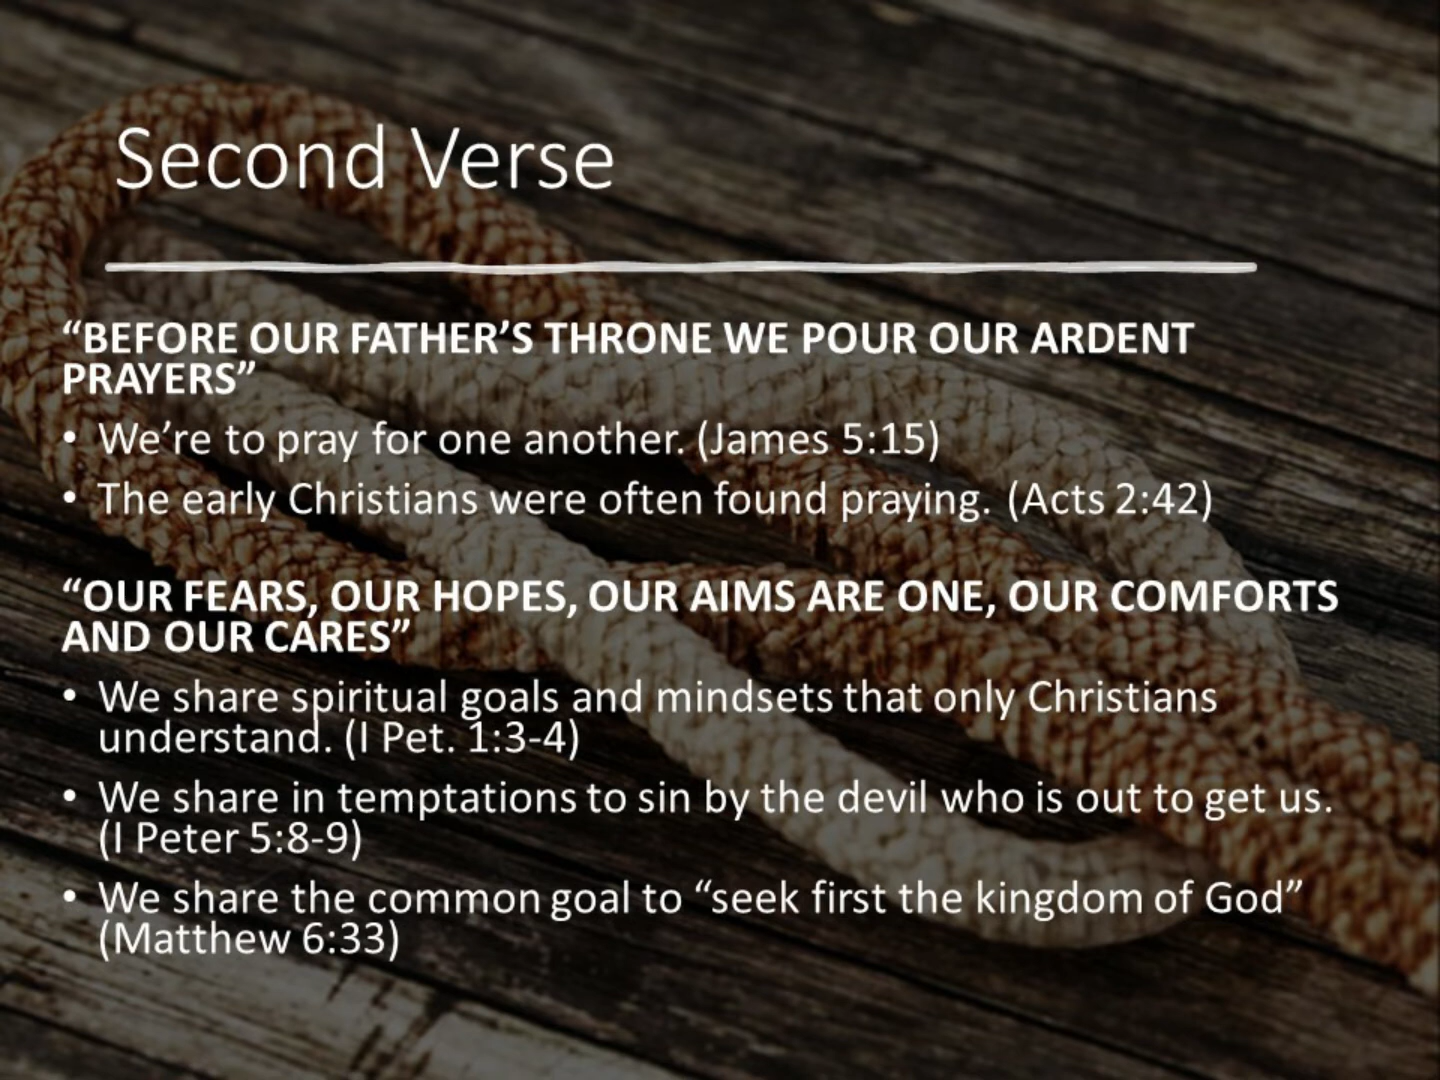 Second Verse
“BEFORE OUR FATHER’S THRONE WE POUR OUR ARDENT
PRAYERS”
• We’re to pray for one another. (James 5:15)
• The early Christians were often found praying. (Acts 2:42)
“OUR FEARS, OUR HOPES, OUR AIMS ARE ONE, OUR COMFORTS
AND OUR CARES”
• We share spiritual goals and mindsets that only Christians
understand. (I Pet. 1:3-4)
• We share in temptations to sin by the devil who is out to get us.
(I Peter 5:8-9)
• We share the common goal to “seek first the kingdom of God”
(Matthew 6:33)